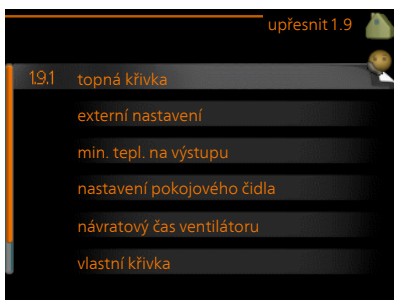 upřesnit 1.9
1.9.1 topná křivka
externí nastavení
min. tepl. na výstupu
nastavení pokojového čidla
návratový čas ventilátoru
vlastní křivka